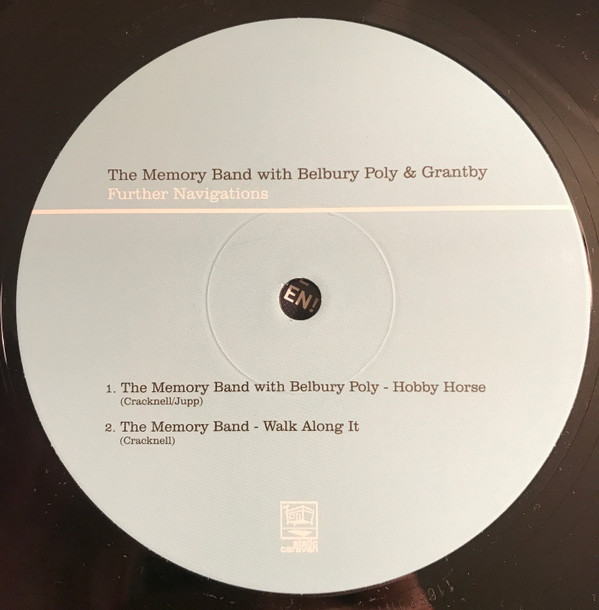 The Memory Band with Belbury Poly & Grantby
Further Navigations
EN!
1. The Memory Band with Belbury Poly - Hobby Horse
(Cracknell/Jupp)
2. The Memory Band - Walk Along It
(Cracknell)